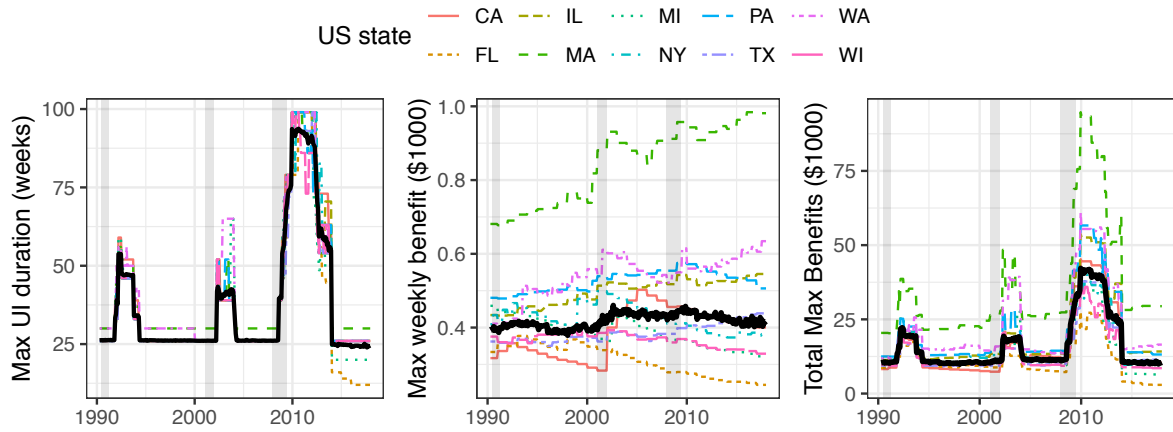 US state
CA IL MI PA WA
FL MA NY TX WI
Max UI duration (weeks)
100
75
50
25
1990 2000 2010
Max weekly benefit ($1000)
1.0
0.8
0.6
0.4
1990 2000 2010
Total Max Benefits ($1000)
75
50
25
0
1990 2000 2010